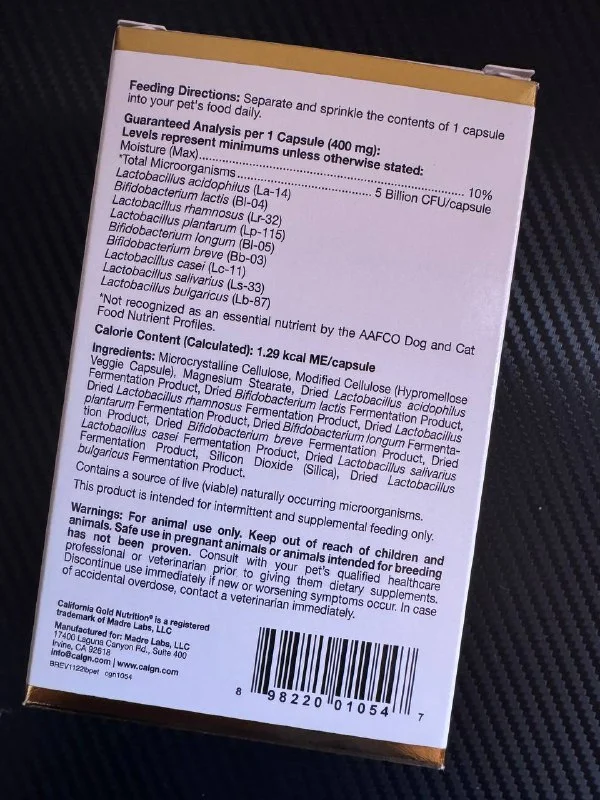 Feeding Directions: Separate and sprinkle the contents of 1 capsule
into your pet's food daily.
Guaranteed Analysis per 1 Capsule (400 mg):
Levels represent minimums unless otherwise stated:
Moisture (Max)........................................................ 10%
*Total Microorganisms........................... 5 Billion CFU/capsule
Lactobacillus acidophilus (La-14)
Bifidobacterium lactis (Bl-04)
Lactobacillus rhamnosus (Lr-32)
Lactobacillus plantarum (Lp-115)
Bifidobacterium longum (Bl-05)
Bifidobacterium breve (Bb-03)
Lactobacillus casei (Lc-11)
Lactobacillus salivarius (Ls-33)
Lactobacillus bulgaricus (Lb-87)
*Not recognized as an essential nutrient by the AAFCO Dog and Cat
Food Nutrient Profiles.
Calorie Content (Calculated): 1.29 kcal ME/capsule
Ingredients: Microcrystalline Cellulose, Modified Cellulose (Hypromellose
Veggie Capsule), Magnesium Stearate, Dried Lactobacillus acidophilus
Fermentation Product, Dried Bifidobacterium lactis Fermentation Product,
Dried Lactobacillus rhamnosus Fermentation Product, Dried Lactobacillus
plantarum Fermentation Product, Dried Bifidobacterium longum Fermenta-
tion Product, Dried Bifidobacterium breve Fermentation Product, Dried
Lactobacillus casei Fermentation Product, Dried Lactobacillus salivarius
Fermentation Product, Silicon Dioxide (Silica), Dried Lactobacillus
bulgaricus Fermentation Product.
Contains a source of live (viable) naturally occurring microorganisms.
This product is intended for intermittent and supplemental feeding only.
Warnings: For animal use only. Keep out of reach of children and
animals. Safe use in pregnant animals or animals intended for breeding
has not been proven. Consult with your pet's qualified healthcare
professional or veterinarian prior to giving them dietary supplements.
Discontinue use immediately if new or worsening symptoms occur. In case
of accidental overdose, contact a veterinarian immediately.
California Gold Nutrition® is a registered
trademark of Madre Labs, LLC
Manufactured for: Madre Labs, LLC
17400 Laguna Canyon Rd., Suite 400
Irvine, CA 92618
info@calgn.com | www.calgn.com
BREV1122lbpet cgn1054
8 98220 01054 7